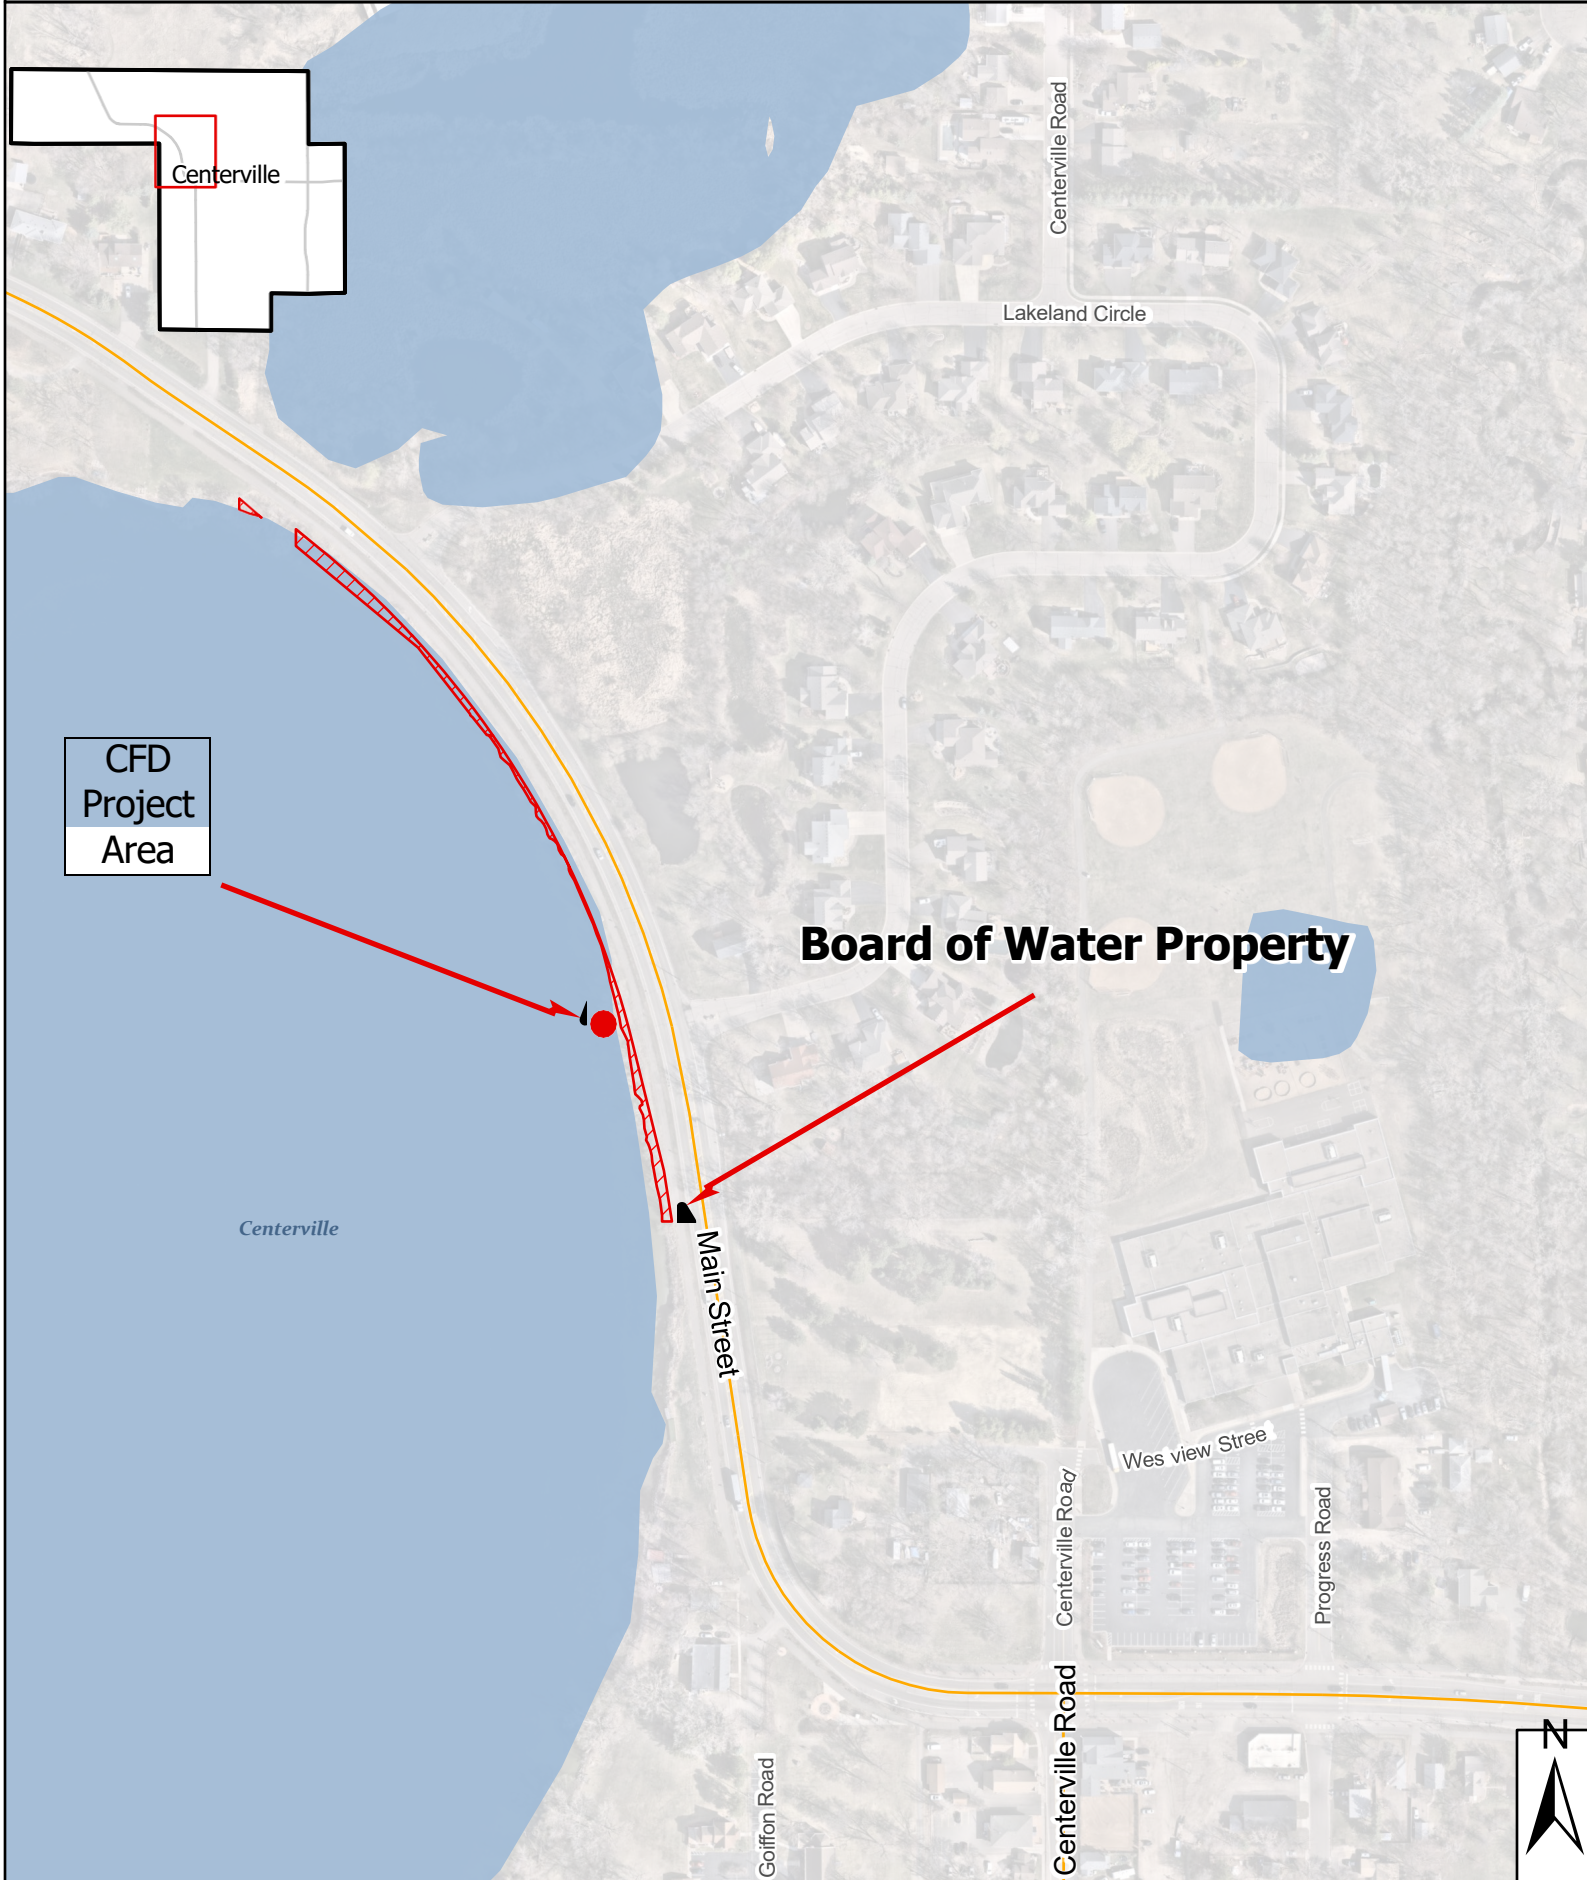 Centerville Road
Centerville
Lakeland Circle
CFD
Project
Area
Board of Water Property
Centerville
Main Street
Wes view Stree
Centerville Road
Progress Road
Centerville Road
N
Goiffon Road